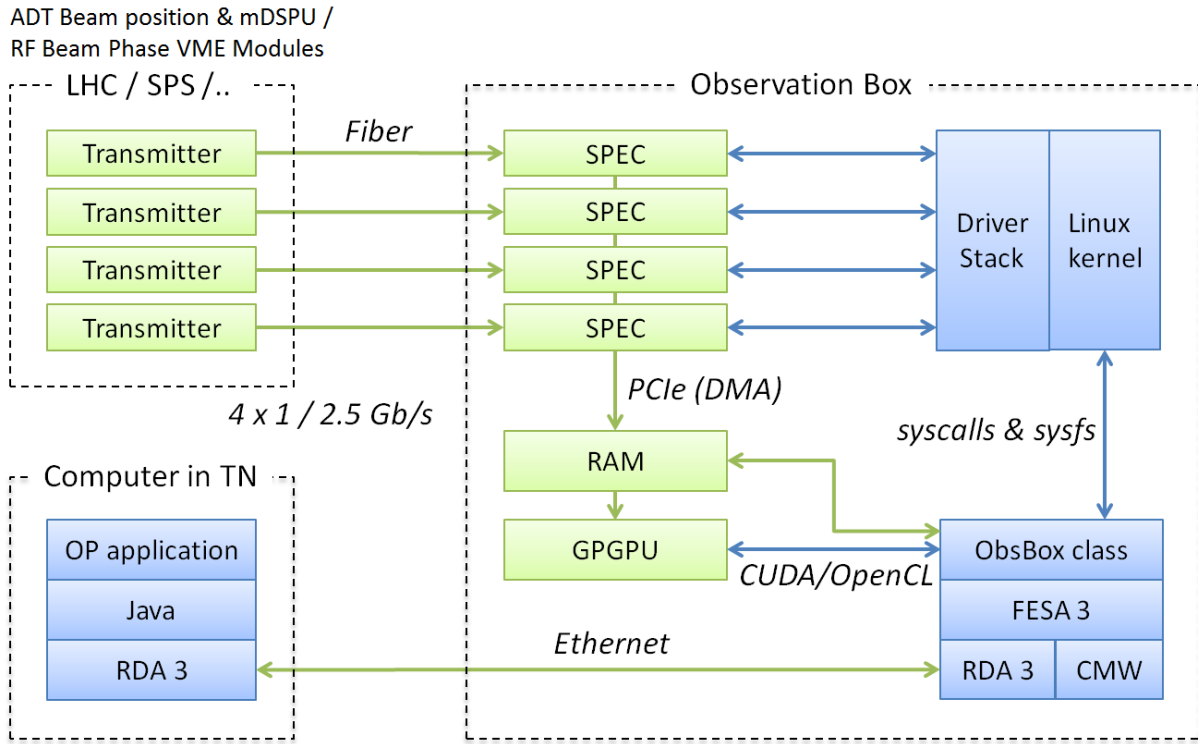 ADT Beam position & mDSPU /
RF Beam Phase VME Modules
LHC / SPS /..
Observation Box
Transmitter
Fiber
SPEC
Transmitter
SPEC
Driver
Stack
Linux
kernel
Transmitter
SPEC
Transmitter
SPEC
4 x 1 / 2.5 Gb/s
PCIe (DMA)
syscalls & sysfs
Computer in TN
RAM
OP application
GPGPU
CUDA/OpenCL
ObsBox class
Java
FESA 3
Ethernet
RDA 3
RDA 3
CMW